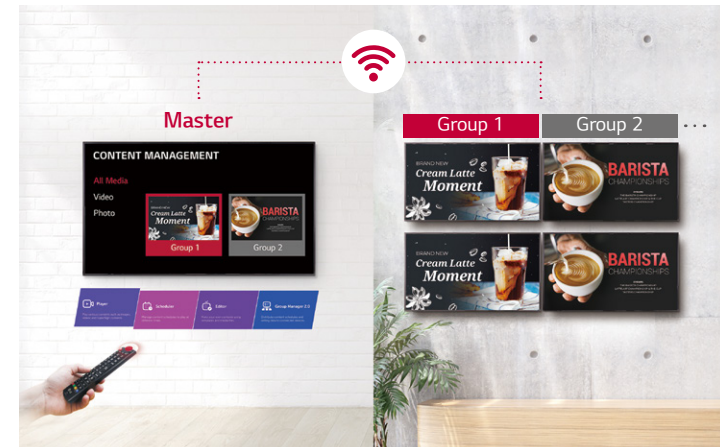 Master
CONTENT MANAGEMENT
All Media
Video
Photo
Cream Latte
Moment
Group 1
BARISTA
CHAMPIONSHIPS
Group 2
Player
Scheduler
Editor
Group Manager 2.0
Group 1
Group 2
...
BRAND NEW
Cream Latte
Moment
BARISTA
CHAMPIONSHIPS
BRAND NEW
Cream Latte
Moment
BARISTA
CHAMPIONSHIPS